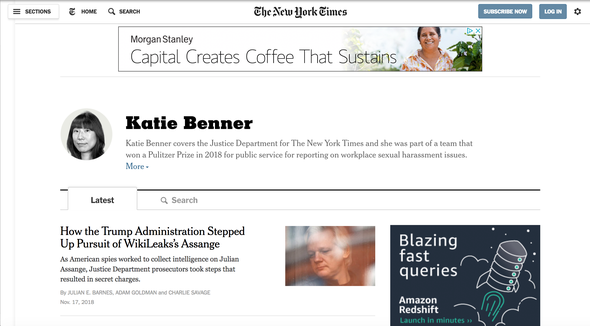 SECTIONS HOME SEARCH The New York Times SUBSCRIBE NOW LOG IN
MorganStanley
Capital Creates Coffee That Sustains
Katie Benner
Katie Benner covers the Justice Department for The New York Times and she was part of a team that
won a Pulitzer Prize in 2018 for public service for reporting on workplace sexual harassment issues.
More
Latest Search
How the Trump Administration Stepped
Up Pursuit of WikiLeaks's Assange
As American spies worked to collect intelligence on Julian
Assange, Justice Department prosecutors took steps that
resulted in secret charges.
By JULIAN E. BARNES, ADAM GOLDMAN and CHARLIE SAVAGE
Nov. 17, 2018
Blazing
fast
queries
Amazon
Redshift
Launch in minutes »